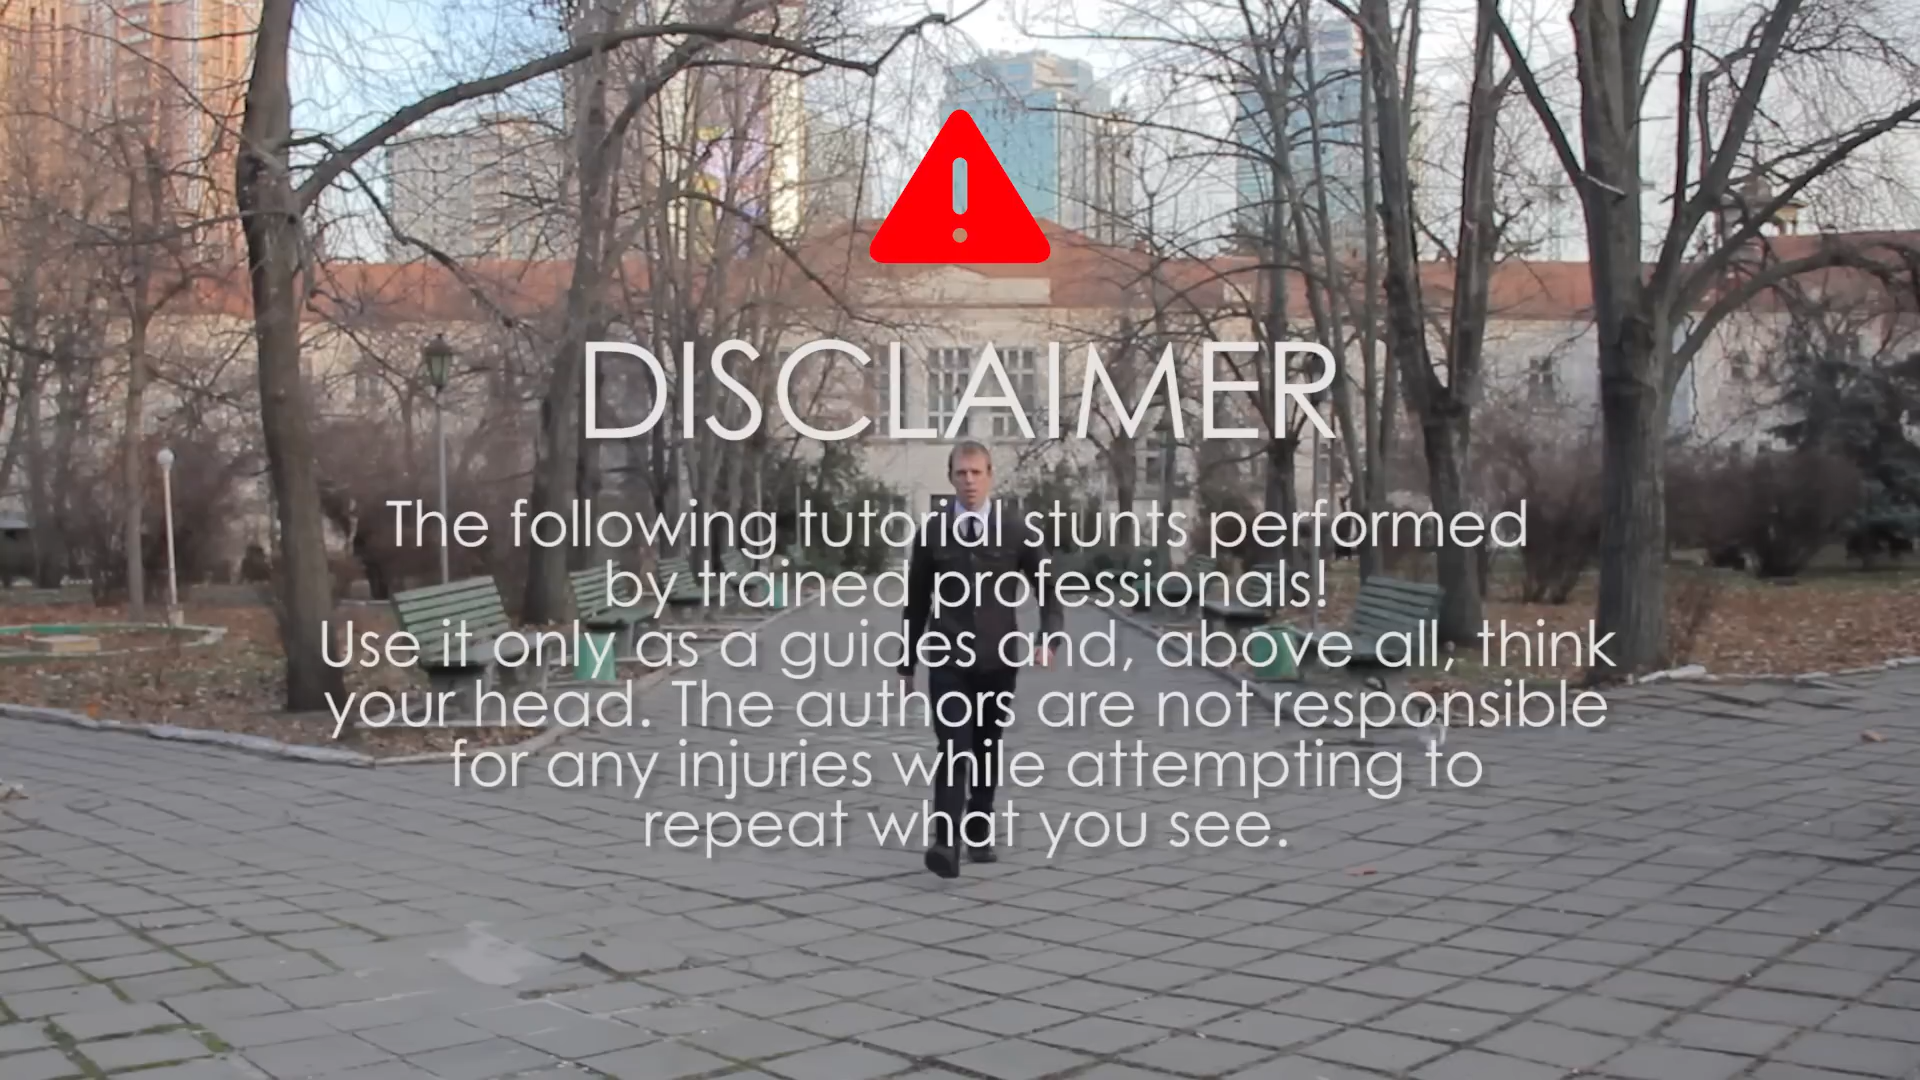 DISCLAIMER
The following tutorial stunts performed
by trained professionals!
Use it only as a guides and, above all, think
your head. The authors are not responsible
for any injuries while attempting to
repeat what you see.